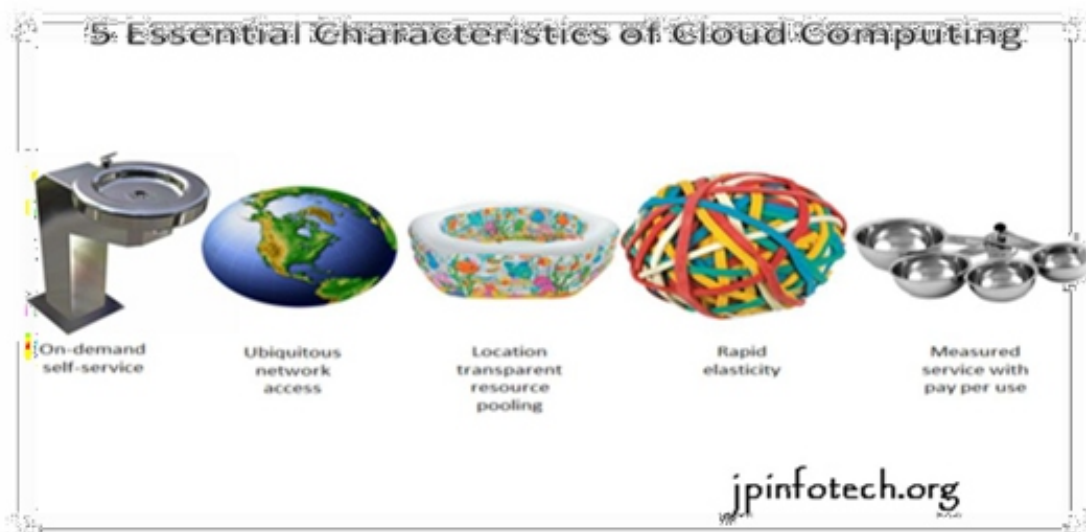 5 Essential Characteristics of Cloud Computing
On-demand
self-service
Ubiquitous
network
access
Location
transparent
resource
pooling
Rapid
elasticity
Measured
service with
pay per use
jpinfotech.org